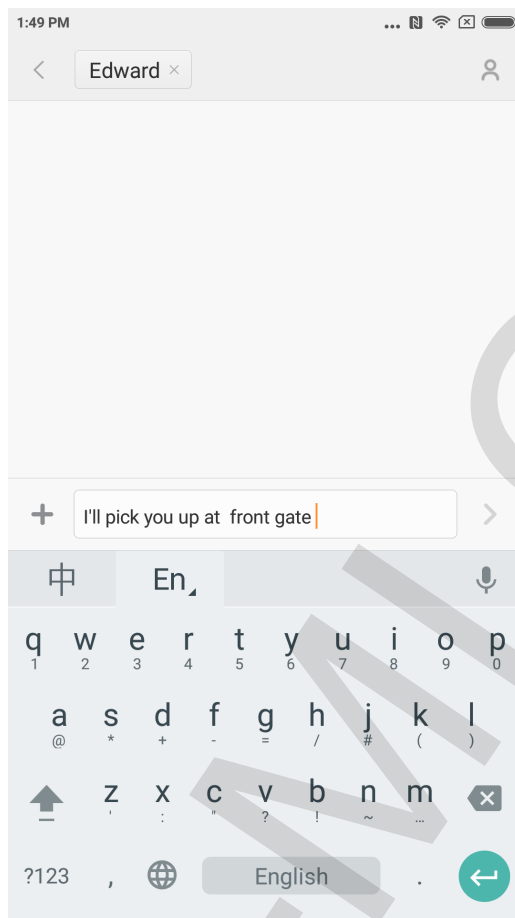 1:49 PM
Edward ×
I'll pick you up at  front gate
中 En
q w e r t y u i o p
1 2 3 4 5 6 7 8 9 0
a s d f g h j k l
@ * + - = / # ( )
z x c v b n m
' : " ? ! ~ …
?123 , English .